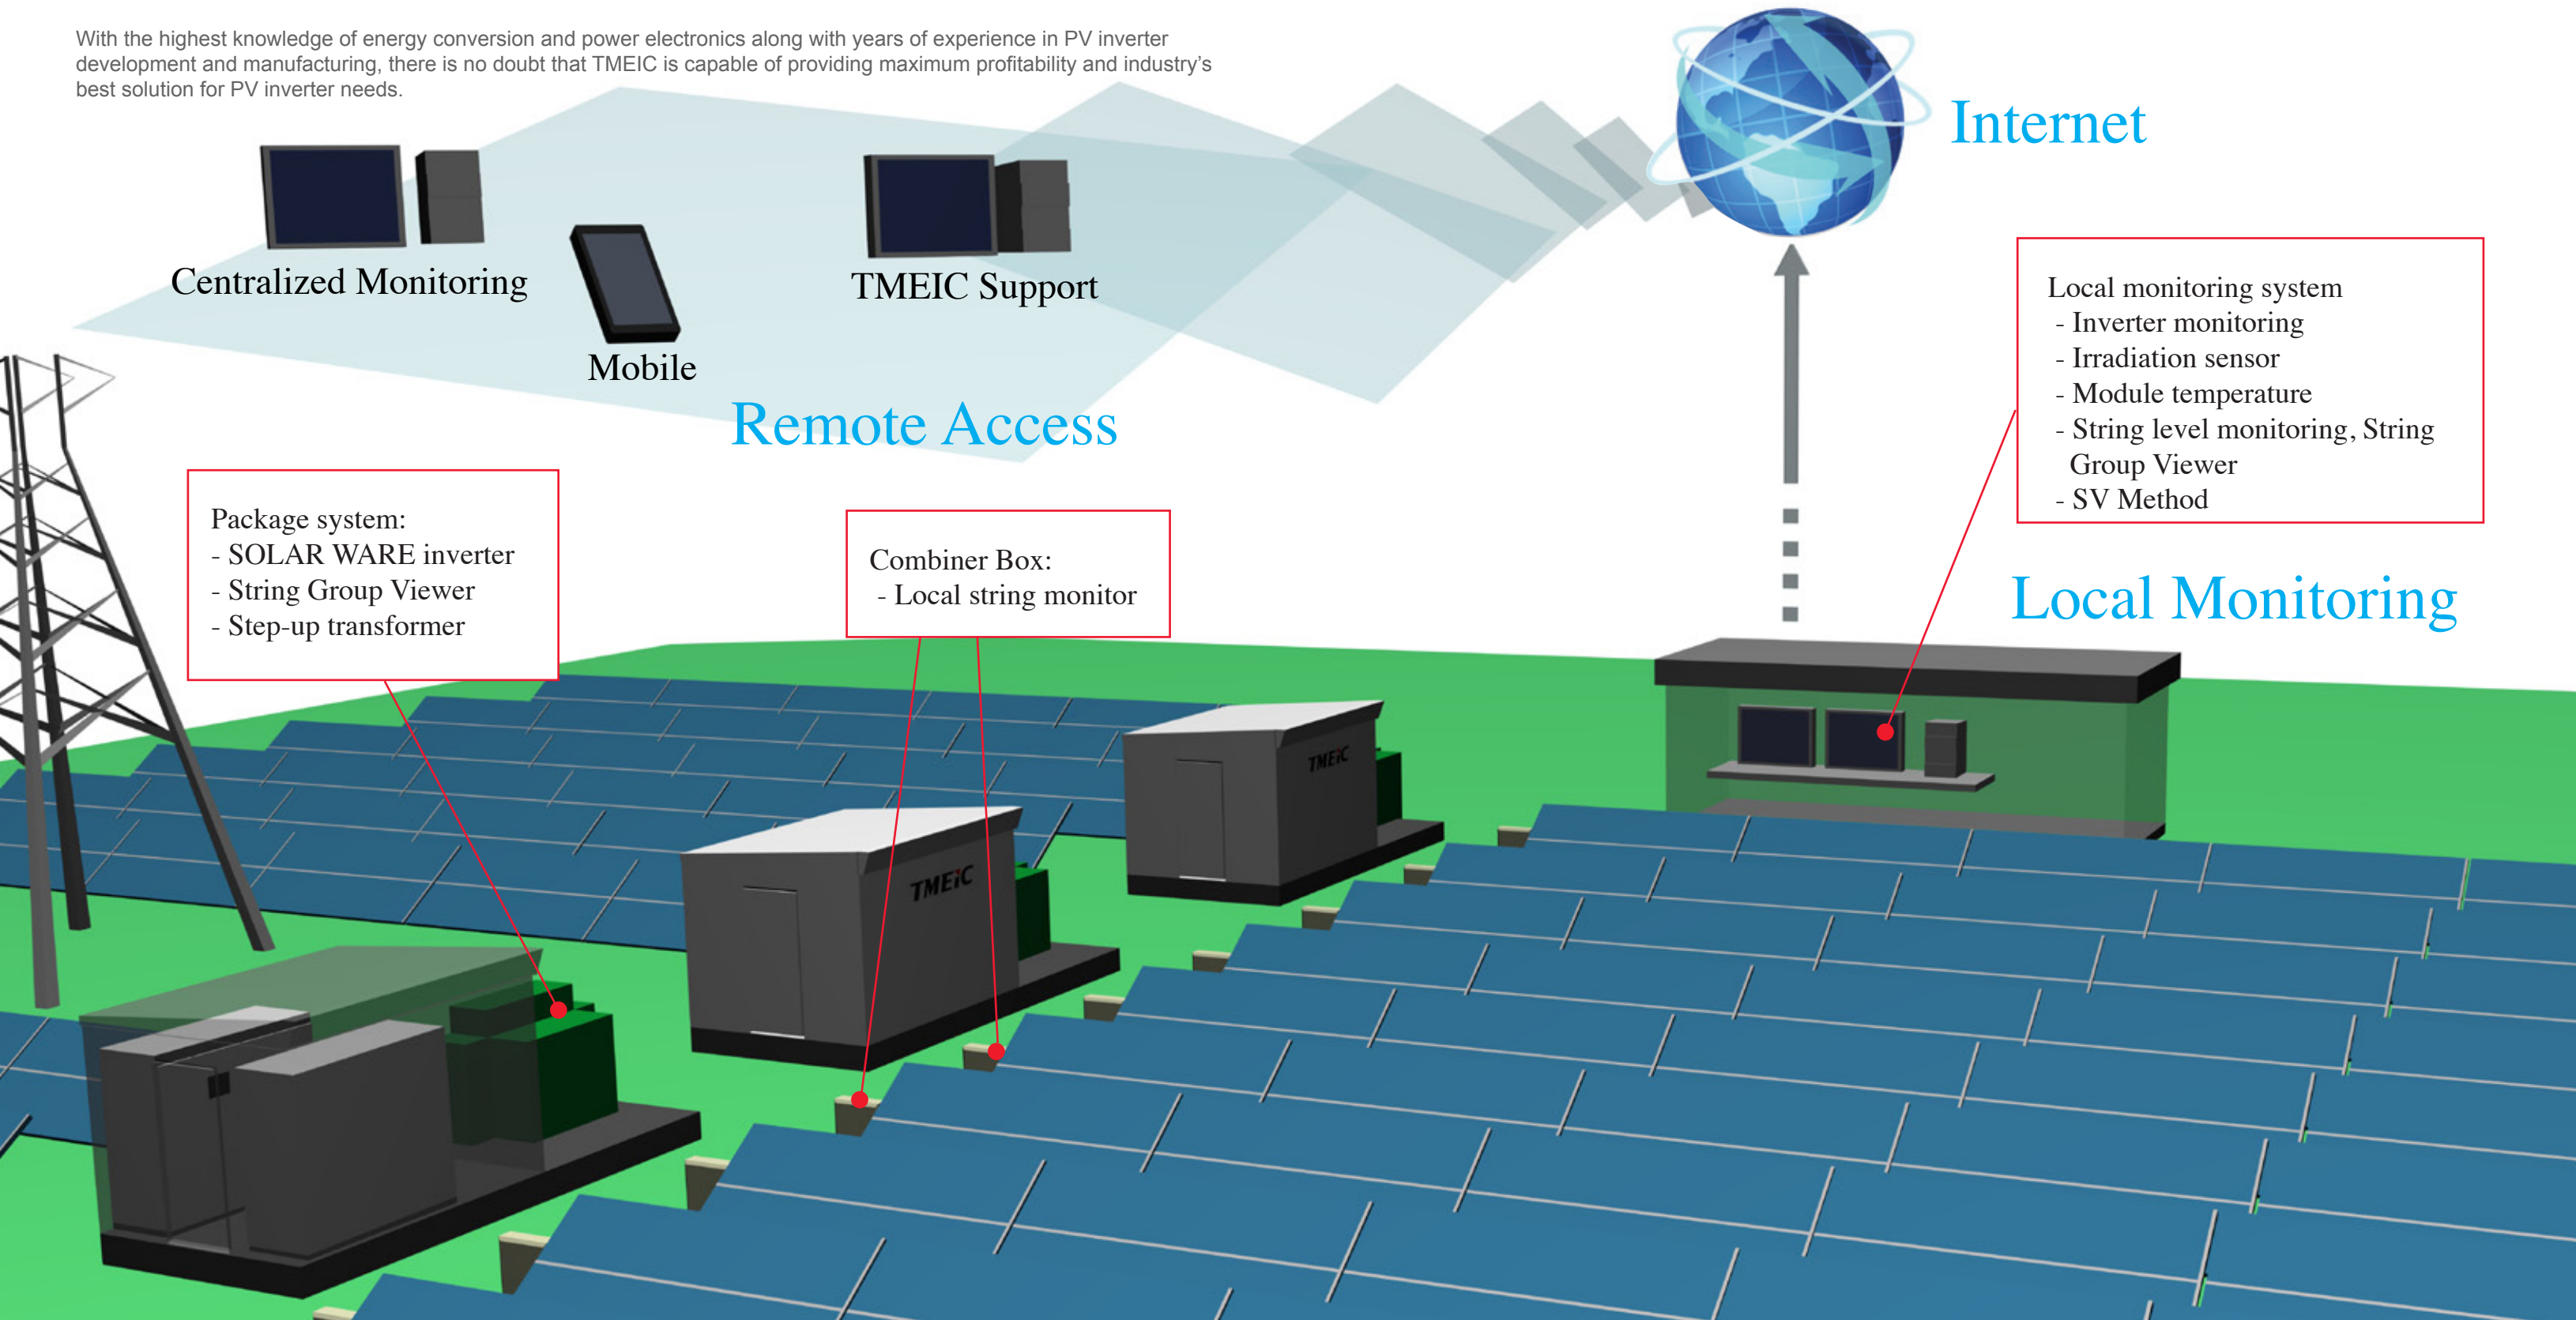 With the highest knowledge of energy conversion and power electronics along with years of experience in PV inverter
development and manufacturing, there is no doubt that TMEIC is capable of providing maximum profitability and industry’s
best solution for PV inverter needs.
Internet
Centralized Monitoring
TMEIC Support
Mobile
Remote Access
Local monitoring system
- Inverter monitoring
- Irradiation sensor
- Module temperature
- String level monitoring, String
Group Viewer
- SV Method
Package system:
- SOLAR WARE inverter
- String Group Viewer
- Step-up transformer
Combiner Box:
- Local string monitor
Local Monitoring
TMEiC
TMEiC